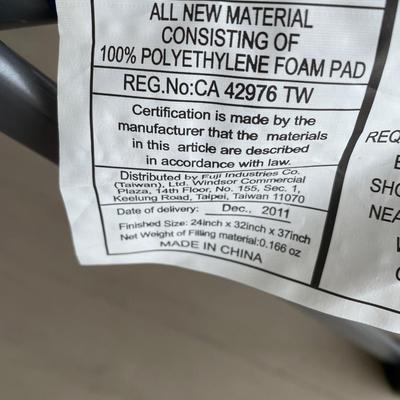 ALL NEW MATERIAL
CONSISTING OF
100% POLYETHYLENE FOAM PAD
REG.No:CA 42976 TW
Certification is made by the
manufacturer that the materials
in this article are described
in accordance with law.
Distributed by Fuji Industries Co.
(Taiwan), Ltd. Windsor Commercial
Plaza, 14th Floor, No. 155, Sec. 1,
Keelung Road, Taipei, Taiwan 11070
Date of delivery: Dec., 2011
Finished Size: 24inch x 32inch x 37inch
Net Weight of Filling material:0.166 oz
MADE IN CHINA
REQ
SHO
NEA